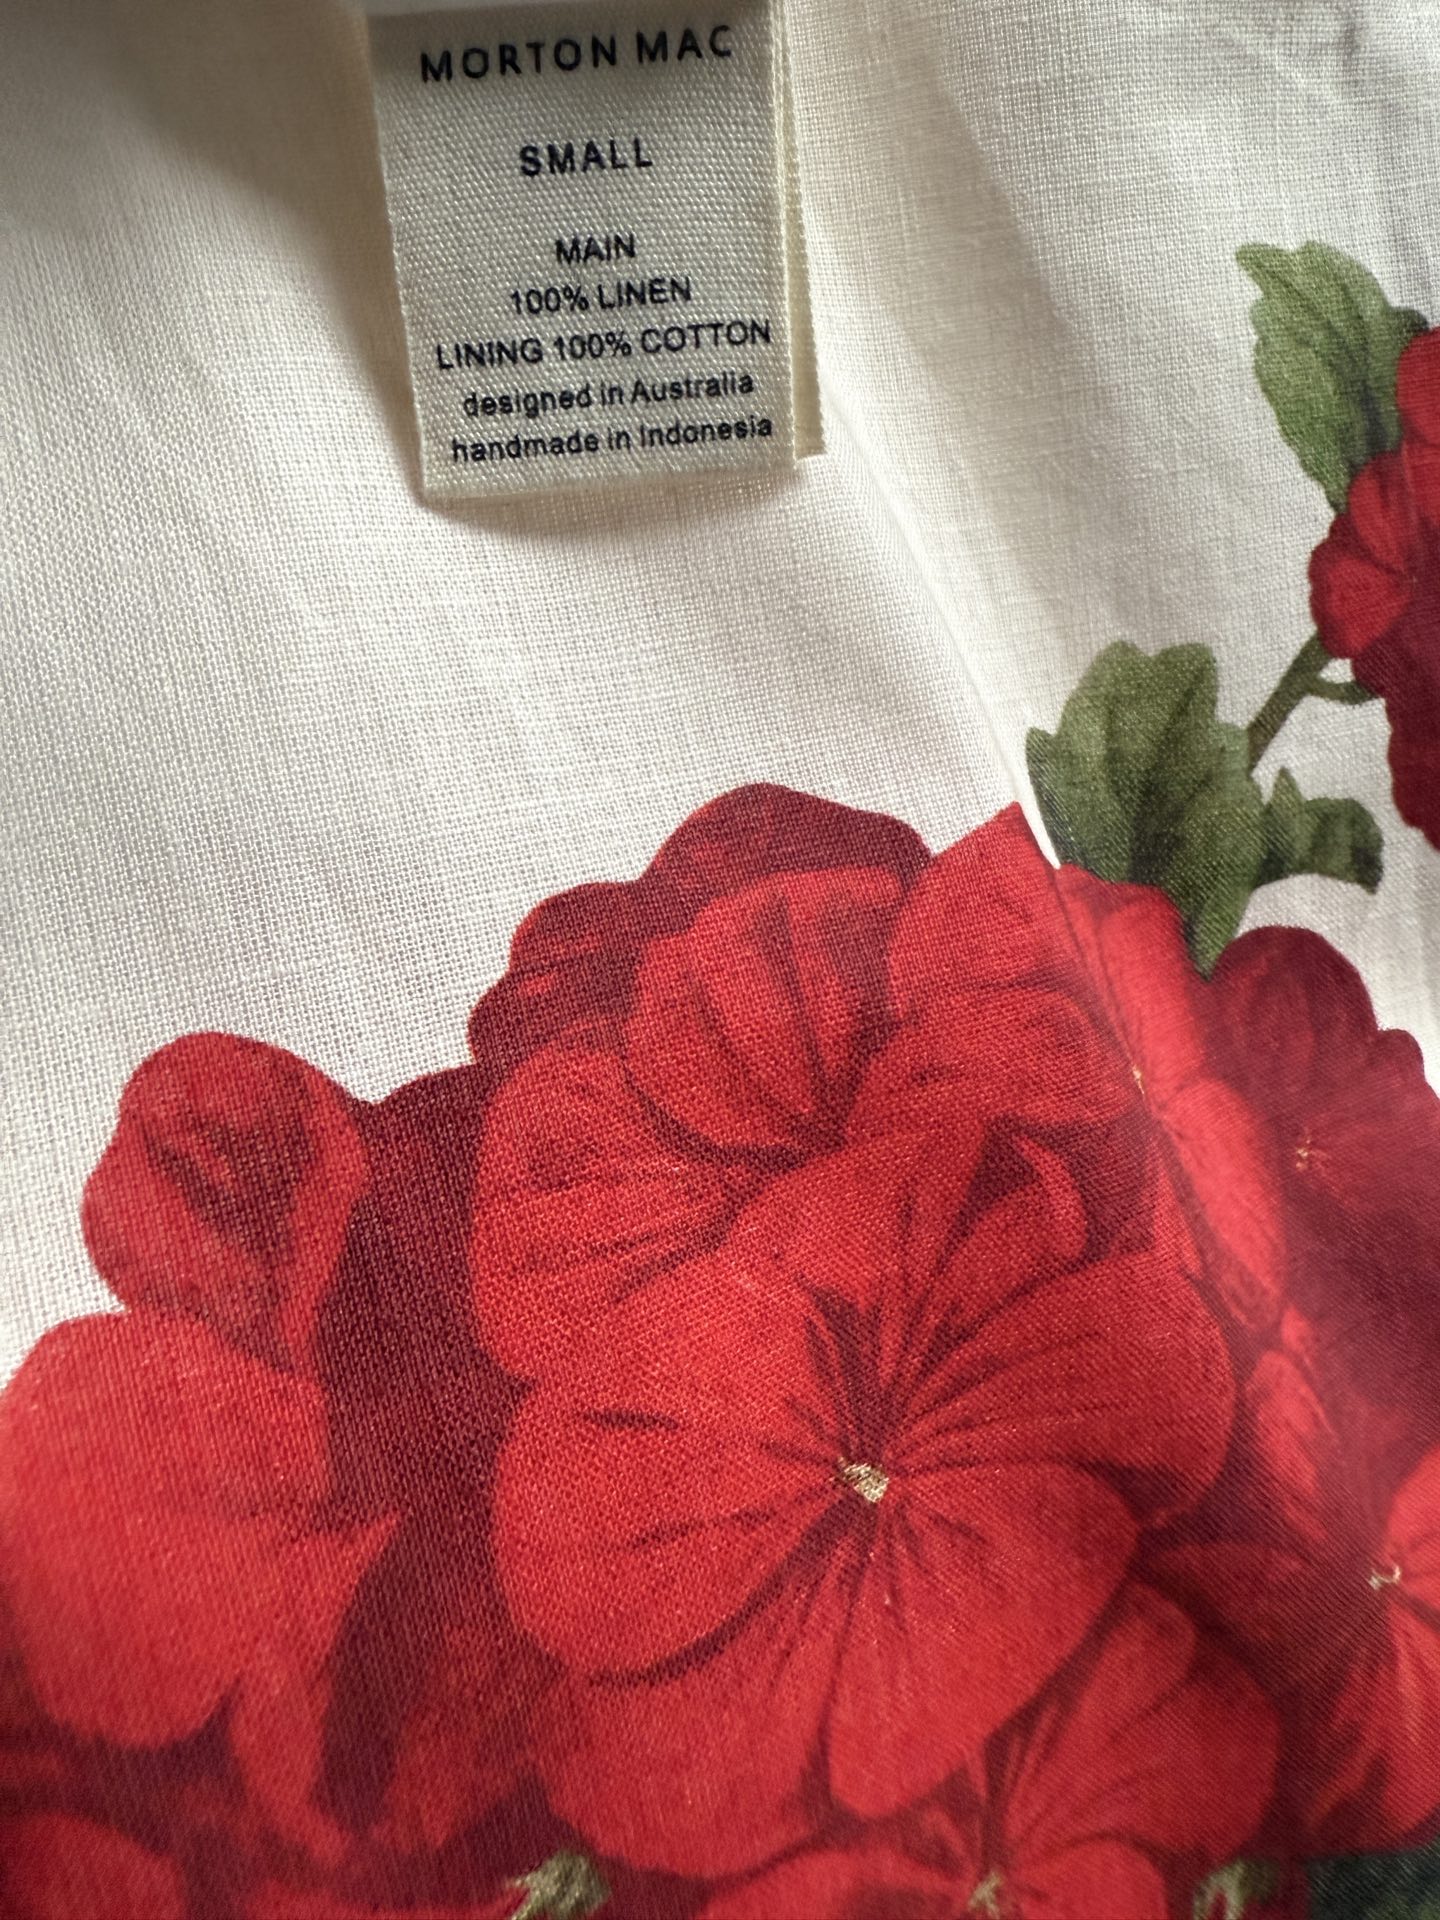 MORTON MAC
SMALL
MAIN
100% LINEN
LINING 100% COTTON
designed in Australia
handmade in Indonesia